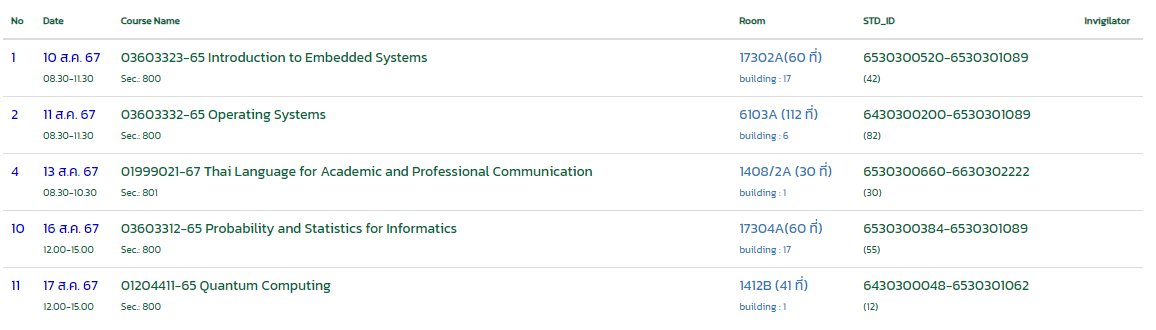 No Date Course Name Room STD_ID Invigilator
1 10 ส.ค. 67 03603323-65 Introduction to Embedded Systems 17302A(60 ที่) 6530300520-6530301089
08.30-11.30 Sec.: 800 building : 17 (42)
2 11 ส.ค. 67 03603332-65 Operating Systems 6103A (112 ที่) 6430300200-6530301089
08.30-11.30 Sec.: 800 building : 6 (82)
4 13 ส.ค. 67 01999021-67 Thai Language for Academic and Professional Communication 1408/2A (30 ที่) 6530300660-6630302222
08.30-10.30 Sec.: 801 building : 1 (30)
10 16 ส.ค. 67 03603312-65 Probability and Statistics for Informatics 17304A(60 ที่) 6530300384-6530301089
12.00-15.00 Sec.: 800 building : 17 (55)
11 17 ส.ค. 67 01204411-65 Quantum Computing 1412B (41 ที่) 6430300048-6530301062
12.00-15.00 Sec.: 800 building : 1 (12)